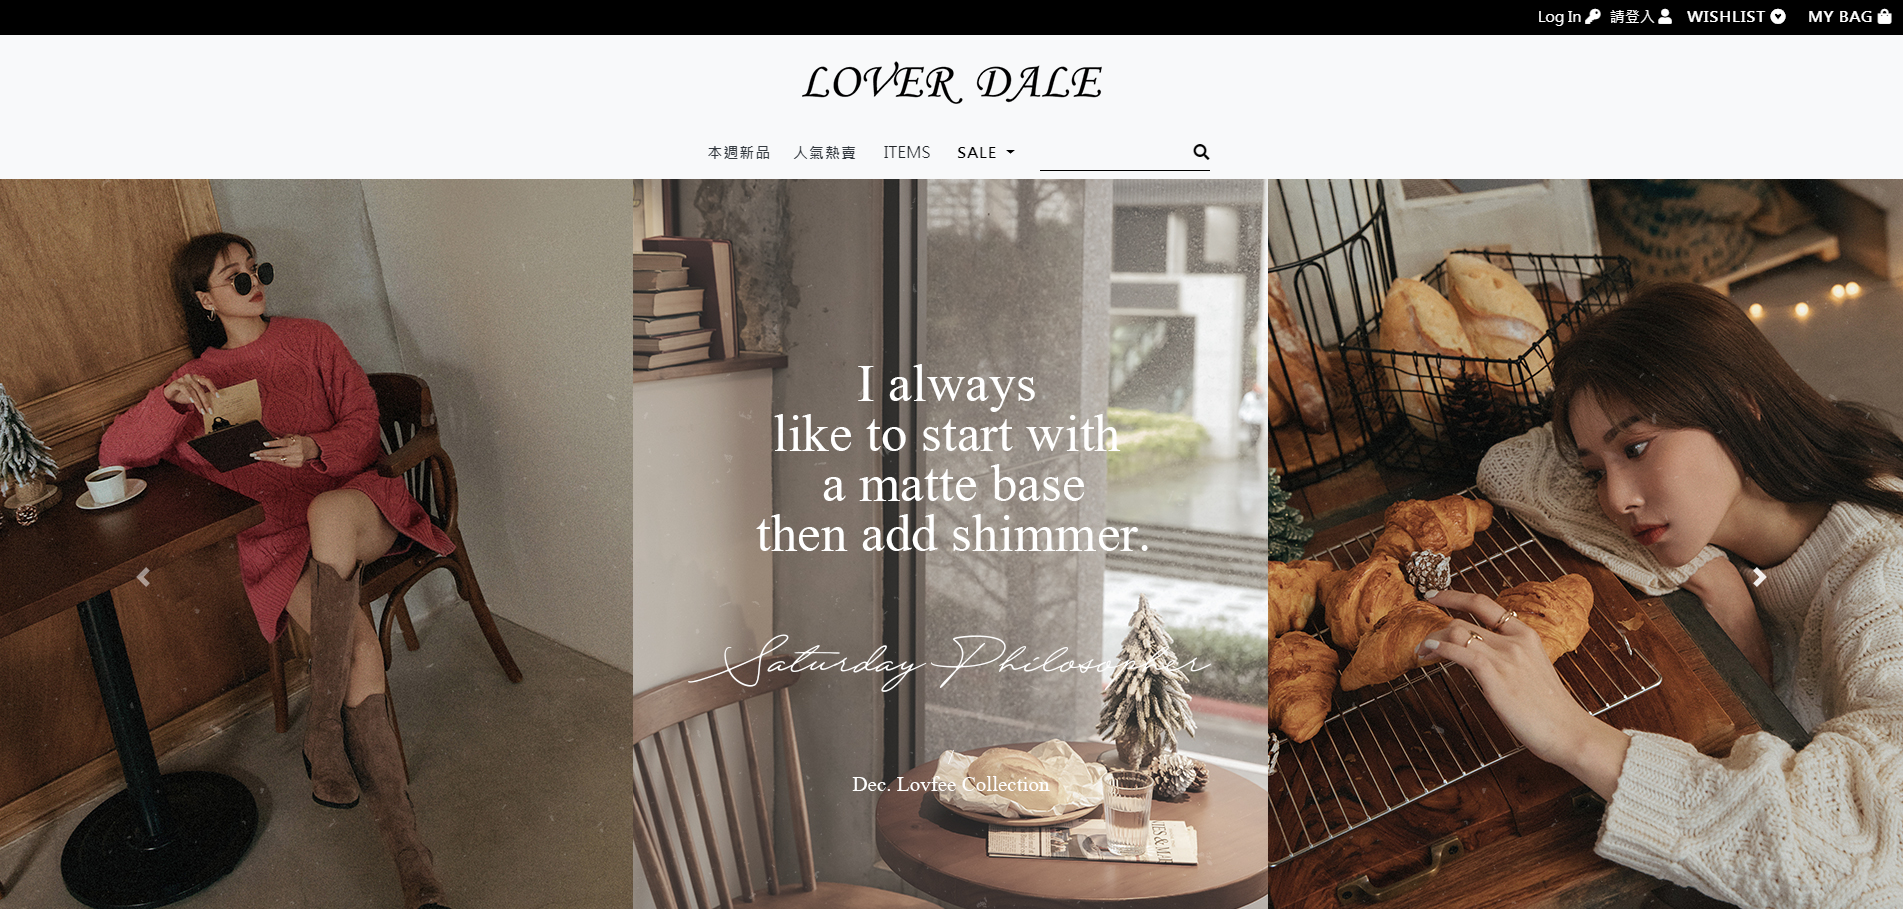 Log In 請登入 WISHLIST MY BAG
LOVER DALE
本週新品 人氣熱賣 ITEMS SALE
I always
like to start with
a matte base
then add shimmer.
Saturday Philosopher
Dec. Lovfee Collection